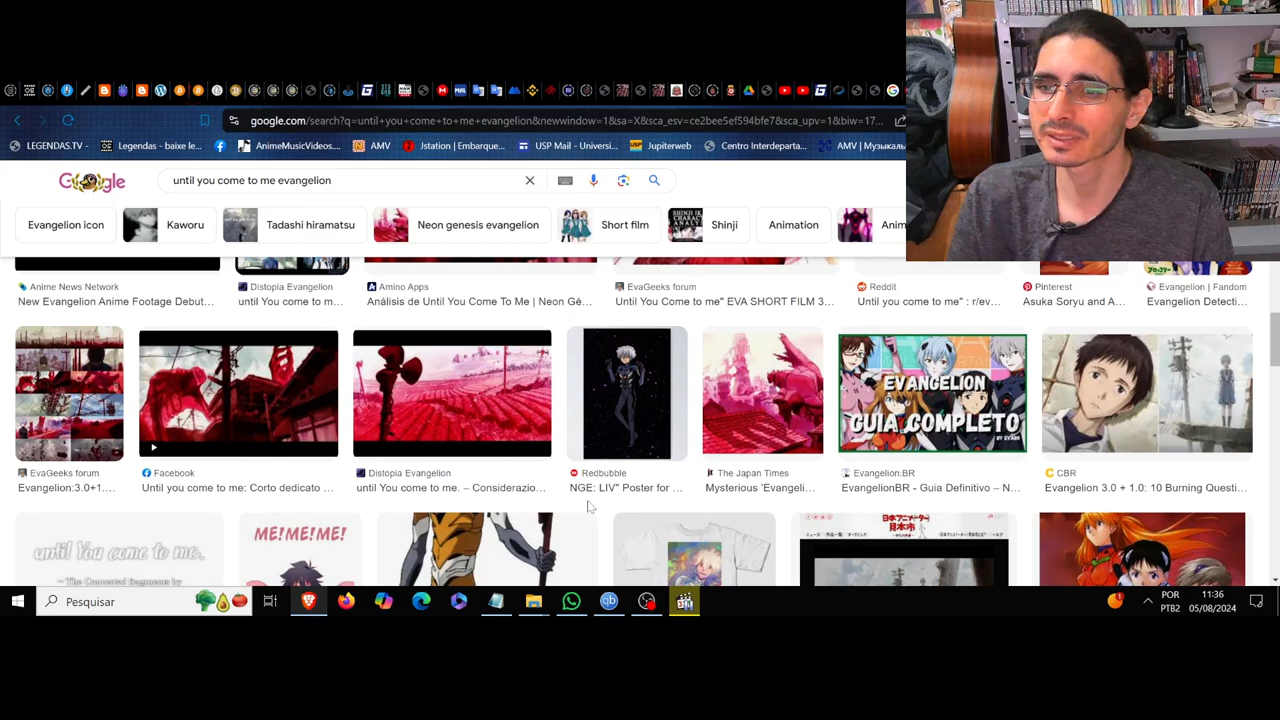 google.com/search?q=until+you+come+to+me+evangelion&newwindow=1&sa=X&sca_esv=ce2bee5ef594bfe7&sca_upv=1&biw=17...
LEGENDAS.TV -
Legendas - baixe le...
AnimeMusicVideos....
AMV
Jstation | Embarque...
USP Mail - Universi...
Jupiterweb
Centro Interdeparta...
AMV | Музыкаль
Google
until you come to me evangelion
Evangelion icon
Kaworu
Tadashi hiramatsu
Neon genesis evangelion
Short film
Shinji
Animation
Anim
Anime News Network
New Evangelion Anime Footage Debut...
Distopia Evangelion
until You come to m...
Amino Apps
Análisis de Until You Come To Me | Neon Gé...
EvaGeeks forum
Until You Come to me" EVA SHORT FILM 3...
Reddit
Until you come to me" : r/ev...
Pinterest
Asuka Soryu and A...
Evangelion | Fandom
Evangelion Detecti...
EVANGELION
GUIA COMPLETO
BY EVABR
EvaGeeks forum
Evangelion:3.0+1....
Facebook
Until you come to me: Corto dedicato ...
Distopia Evangelion
until You come to me. – Considerazio...
Redbubble
NGE: LIV" Poster for ...
The Japan Times
Mysterious 'Evangeli...
Evangelion:BR
EvangelionBR - Guia Definitivo – N...
CBR
Evangelion 3.0 + 1.0: 10 Burning Questi...
until You come to me.
ME!ME!ME!
Pesquisar
POR
PTB2
11:36
05/08/2024